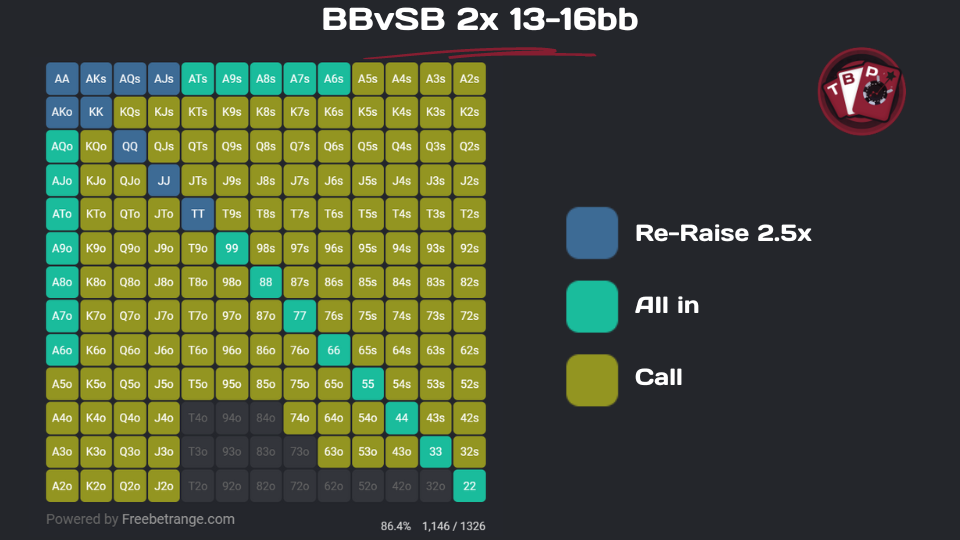 BBvSB 2x 13-16bb
AA AKs AQs AJs ATs A9s A8s A7s A6s A5s A4s A3s A2s
AKo KK KQs KJs KTs K9s K8s K7s K6s K5s K4s K3s K2s
AQo KQo QQ QJs QTs Q9s Q8s Q7s Q6s Q5s Q4s Q3s Q2s
AJo KJo QJo JJ JTs J9s J8s J7s J6s J5s J4s J3s J2s
ATo KTo QTo JTo TT T9s T8s T7s T6s T5s T4s T3s T2s
A9o K9o Q9o J9o T9o 99 98s 97s 96s 95s 94s 93s 92s
A8o K8o Q8o J8o T8o 98o 88 87s 86s 85s 84s 83s 82s
A7o K7o Q7o J7o T7o 97o 87o 77 76s 75s 74s 73s 72s
A6o K6o Q6o J6o T6o 96o 86o 76o 66 65s 64s 63s 62s
A5o K5o Q5o J5o T5o 95o 85o 75o 65o 55 54s 53s 52s
A4o K4o Q4o J4o T4o 94o 84o 74o 64o 54o 44 43s 42s
A3o K3o Q3o J3o T3o 93o 83o 73o 63o 53o 43o 33 32s
A2o K2o Q2o J2o T2o 92o 82o 72o 62o 52o 42o 32o 22
Powered by Freebetrange.com
86.4% 1,146 / 1326
TBP
Re-Raise 2.5x
All in
Call